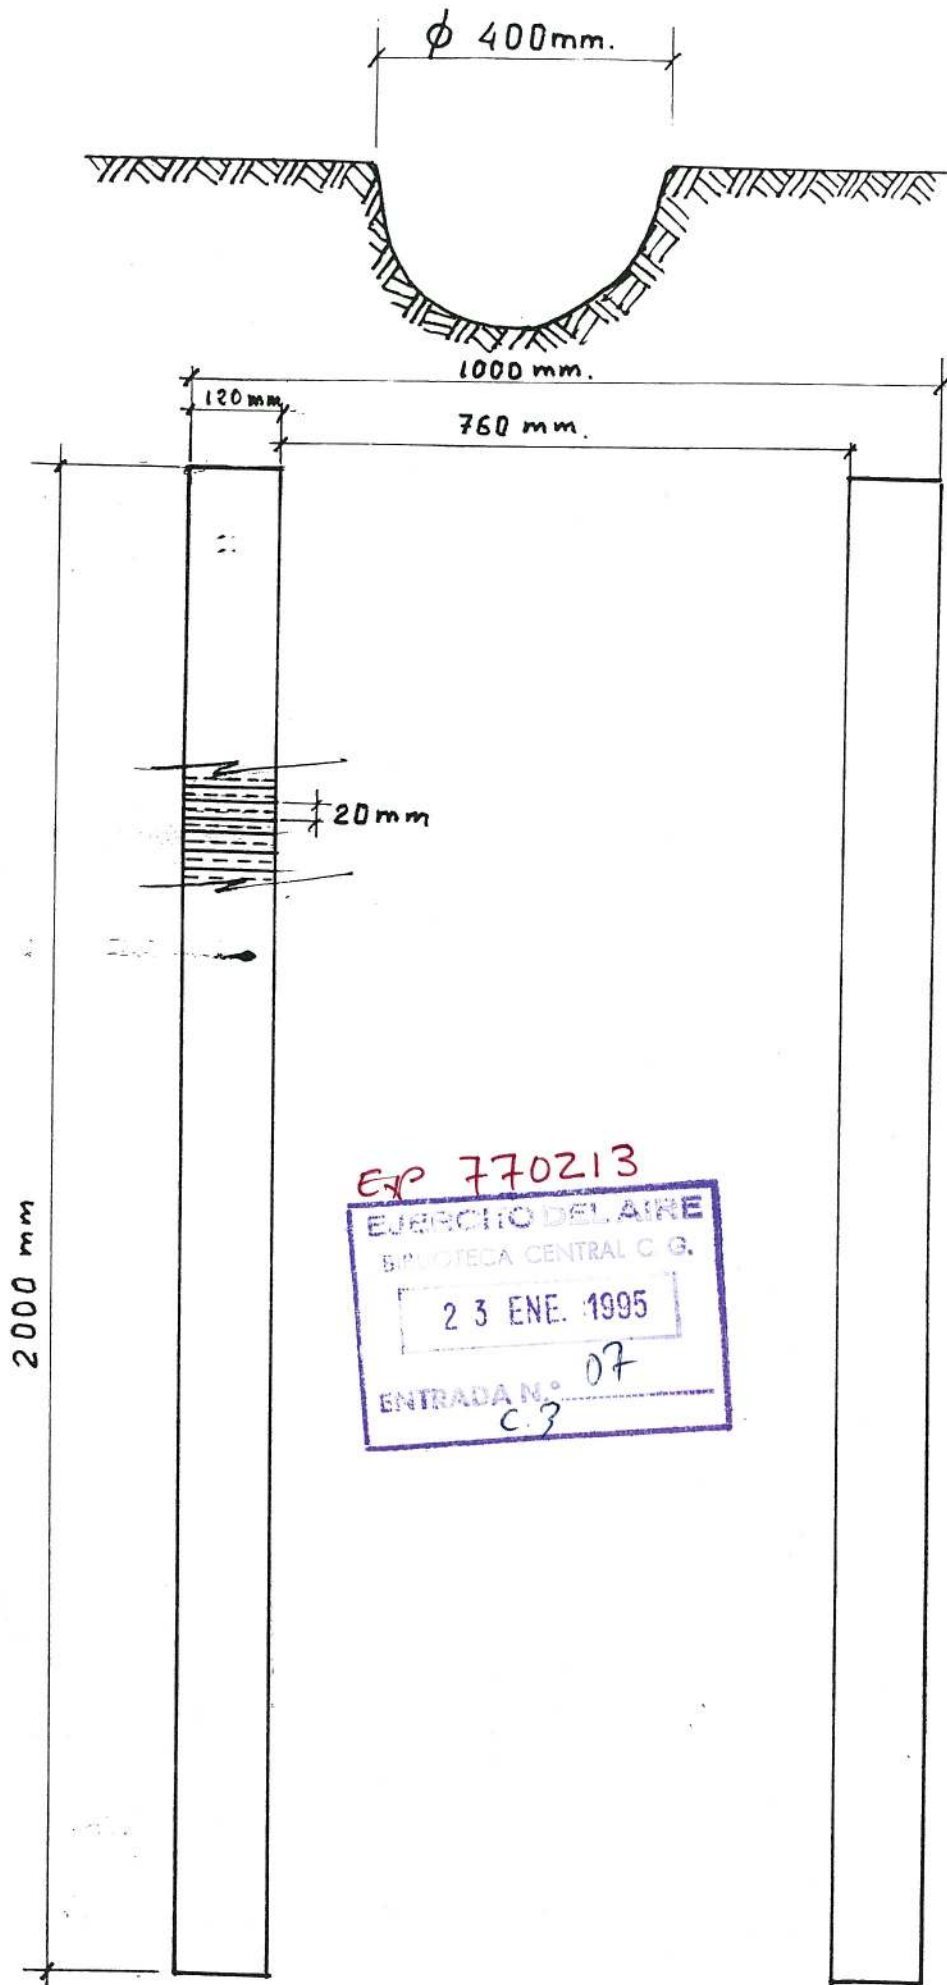 ϕ 400mm.
1000 mm.
120 mm
760 mm.
20mm
2000 mm
Exp 770213
EJERCITO DEL AIRE
BIBLIOTECA CENTRAL C. G.
23 ENE. 1995
ENTRADA N.º 07
C.3